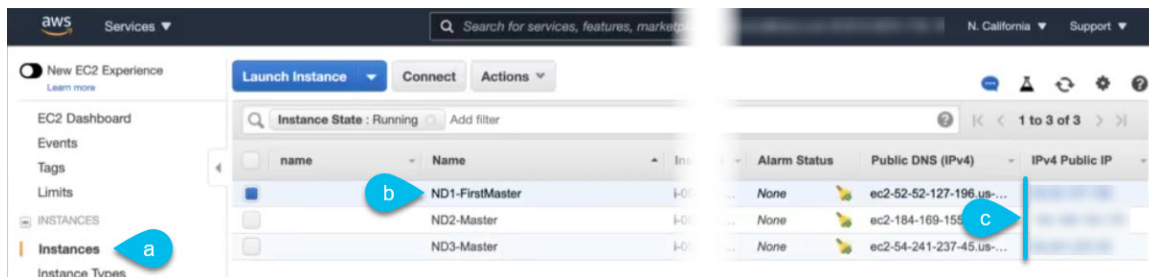 aws Services ▼ Search for services, features, marketpl N. California ▼ Support ▼
New EC2 Experience
Learn more
Launch Instance Connect Actions
EC2 Dashboard
Instance State : Running Add filter 1 to 3 of 3
Events
Tags
name Name Ins Alarm Status Public DNS (IPv4) IPv4 Public IP
Limits
b ND1-FirstMaster None ec2-52-52-127-196.us-...
INSTANCES
ND2-Master None ec2-184-169-155 c
Instances a
ND3-Master None ec2-54-241-237-45.us-...
Instance Types